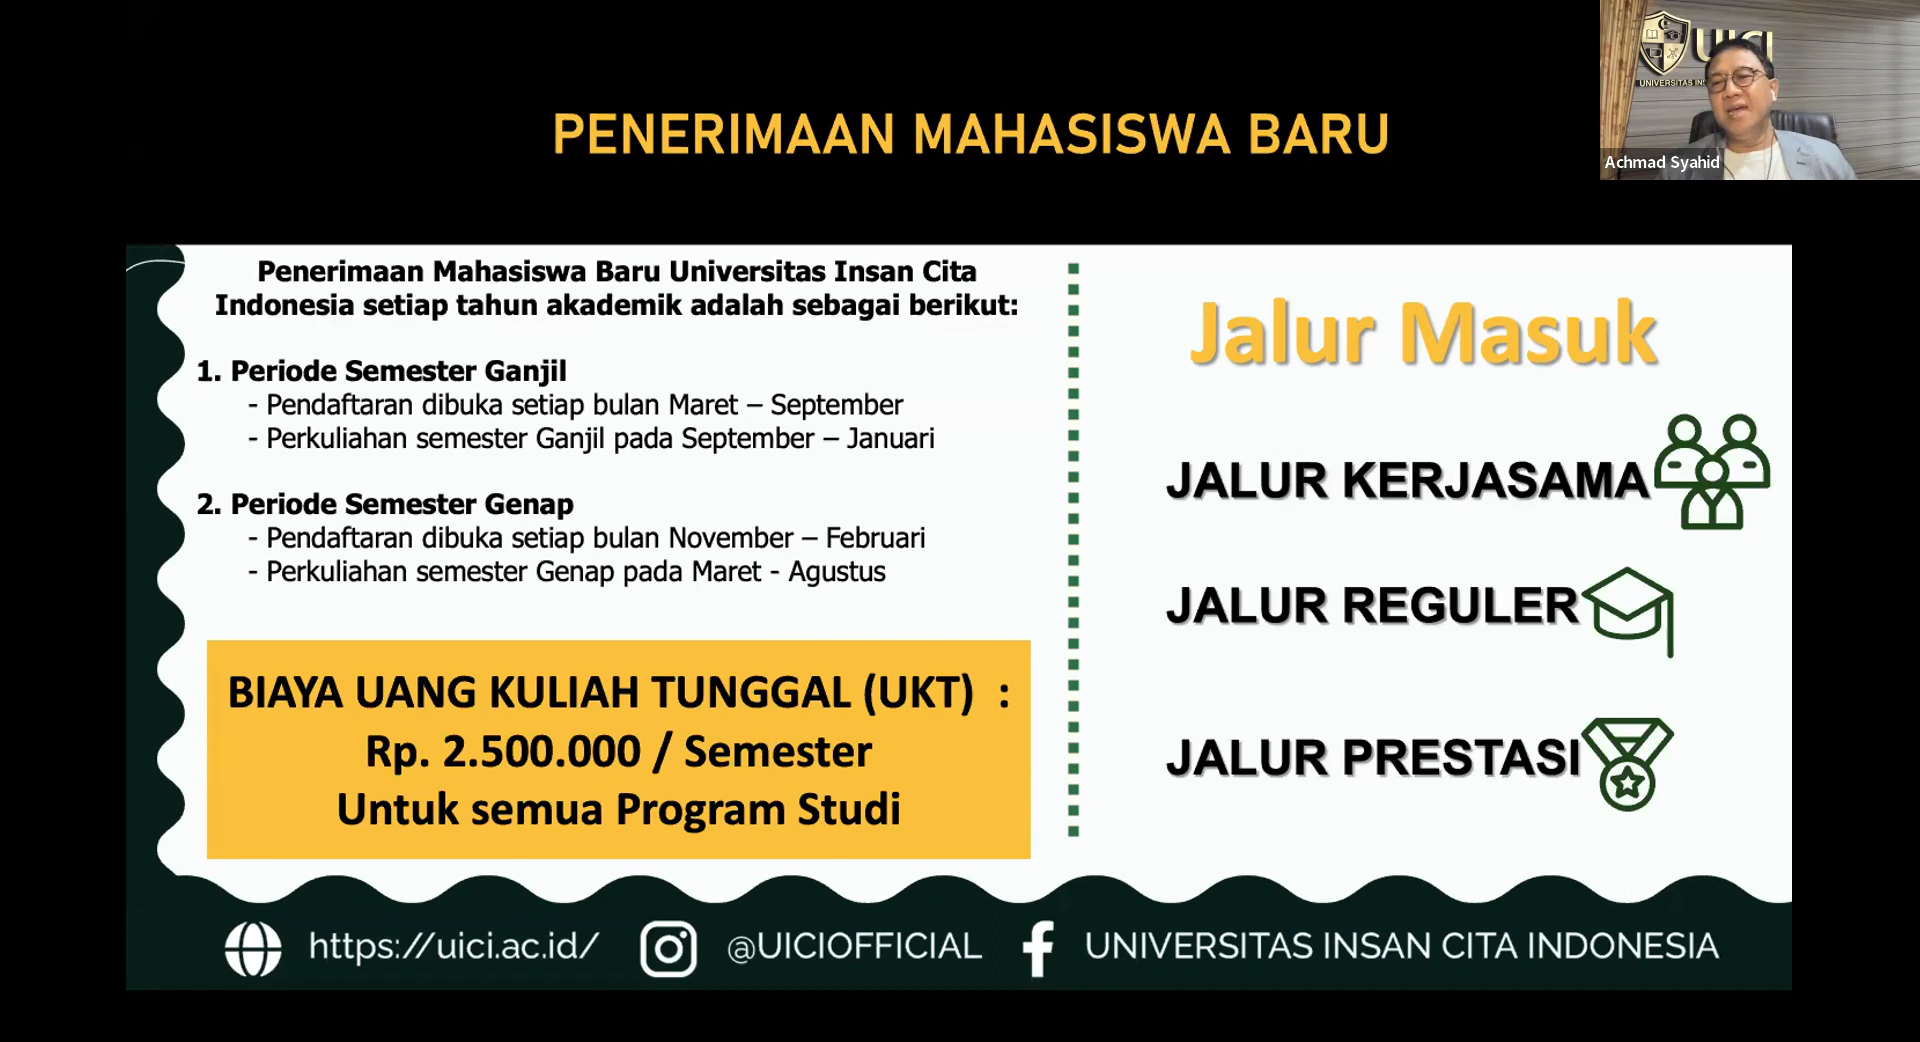 UICI
UNIVERSITAS
Achmad Syahid
PENERIMAAN MAHASISWA BARU
Penerimaan Mahasiswa Baru Universitas Insan Cita
Indonesia setiap tahun akademik adalah sebagai berikut:
1. Periode Semester Ganjil
- Pendaftaran dibuka setiap bulan Maret – September
- Perkuliahan semester Ganjil pada September – Januari
2. Periode Semester Genap
- Pendaftaran dibuka setiap bulan November – Februari
- Perkuliahan semester Genap pada Maret - Agustus
BIAYA UANG KULIAH TUNGGAL (UKT) :
Rp. 2.500.000 / Semester
Untuk semua Program Studi
Jalur Masuk
JALUR KERJASAMA
JALUR REGULER
JALUR PRESTASI
https://uici.ac.id/
@UICIOFFICIAL
UNIVERSITAS INSAN CITA INDONESIA